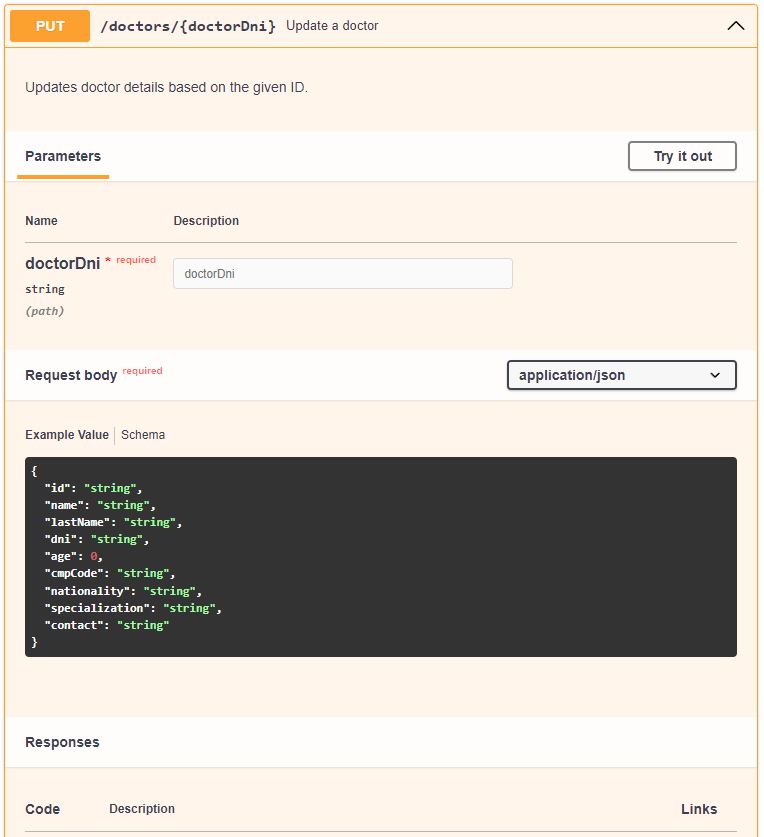 PUT /doctors/{doctorDni} Update a doctor
Updates doctor details based on the given ID.
Parameters Try it out
Name Description
doctorDni * required doctorDni
string
(path)
Request body required application/json
Example Value Schema
{
"id": "string",
"name": "string",
"lastName": "string",
"dni": "string",
"age": 0,
"cmpCode": "string",
"nationality": "string",
"specialization": "string",
"contact": "string"
}
Responses
Code Description Links